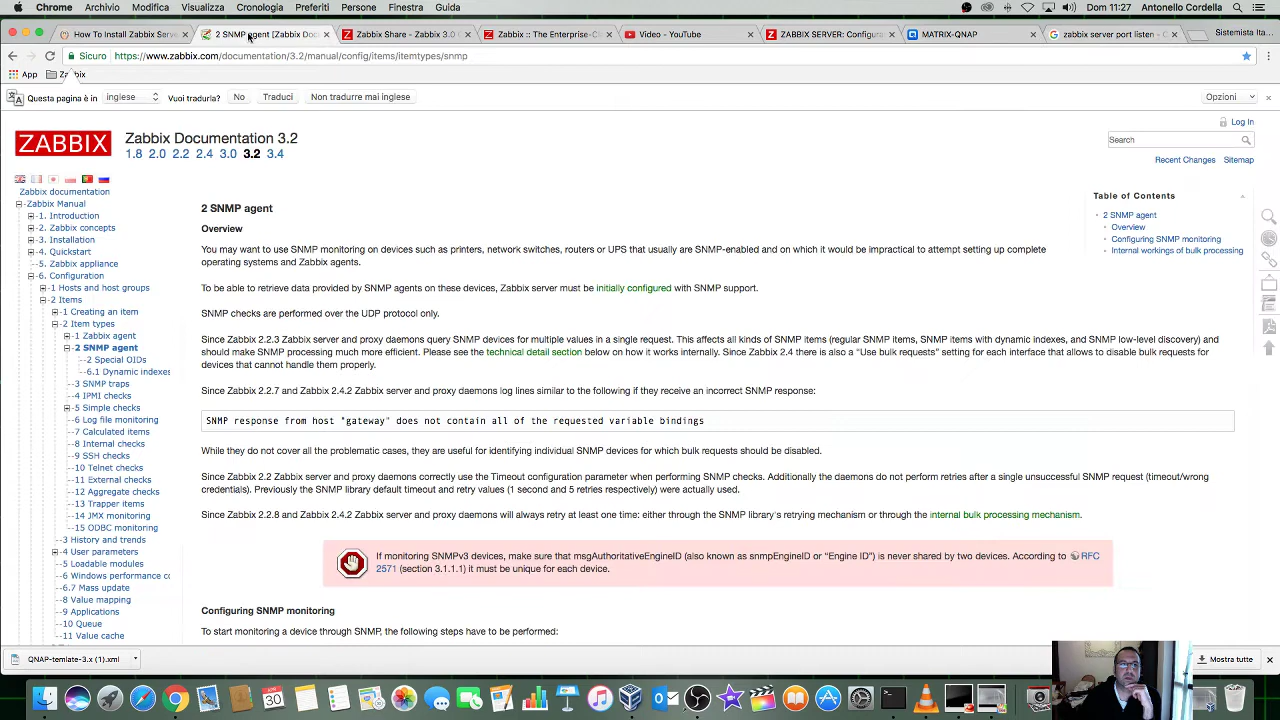 Chrome Archivio Modifica Visualizza Cronologia Preferiti Persone Finestra Guida Dom 11:27 Antonello Cordella
How To Install Zabbix Serve
2 SNMP agent [Zabbix Doc
Zabbix Share - Zabbix 3.0
Zabbix :: The Enterprise-C
Video - YouTube
ZABBIX SERVER: Configura
MATRIX-QNAP
zabbix server port listen - C
Sistemista Ita
Sicuro https://www.zabbix.com/documentation/3.2/manual/config/items/itemtypes/snmp
App Zabbix
Questa pagina è in inglese Vuoi tradurla? No Traduci Non tradurre mai inglese Opzioni
ZABBIX
Zabbix Documentation 3.2
1.8 2.0 2.2 2.4 3.0 3.2 3.4
Log In
Search
Recent Changes Sitemap
Zabbix documentation
Zabbix Manual
1. Introduction
2. Zabbix concepts
3. Installation
4. Quickstart
5. Zabbix appliance
6. Configuration
1 Hosts and host groups
2 Items
1 Creating an item
2 Item types
1 Zabbix agent
2 SNMP agent
2 Special OIDs
6.1 Dynamic indexes
3 SNMP traps
4 IPMI checks
5 Simple checks
6 Log file monitoring
7 Calculated items
8 Internal checks
9 SSH checks
10 Telnet checks
11 External checks
12 Aggregate checks
13 Trapper items
14 JMX monitoring
15 ODBC monitoring
3 History and trends
4 User parameters
5 Loadable modules
6 Windows performance co
6.7 Mass update
8 Value mapping
9 Applications
10 Queue
11 Value cache
2 SNMP agent
Overview
You may want to use SNMP monitoring on devices such as printers, network switches, routers or UPS that usually are SNMP-enabled and on which it would be impractical to attempt setting up complete
operating systems and Zabbix agents.
To be able to retrieve data provided by SNMP agents on these devices, Zabbix server must be initially configured with SNMP support.
SNMP checks are performed over the UDP protocol only.
Since Zabbix 2.2.3 Zabbix server and proxy daemons query SNMP devices for multiple values in a single request. This affects all kinds of SNMP items (regular SNMP items, SNMP items with dynamic indexes, and SNMP low-level discovery) and
should make SNMP processing much more efficient. Please see the technical detail section below on how it works internally. Since Zabbix 2.4 there is also a “Use bulk requests” setting for each interface that allows to disable bulk requests for
devices that cannot handle them properly.
Since Zabbix 2.2.7 and Zabbix 2.4.2 Zabbix server and proxy daemons log lines similar to the following if they receive an incorrect SNMP response:
SNMP response from host "gateway" does not contain all of the requested variable bindings
While they do not cover all the problematic cases, they are useful for identifying individual SNMP devices for which bulk requests should be disabled.
Since Zabbix 2.2 Zabbix server and proxy daemons correctly use the Timeout configuration parameter when performing SNMP checks. Additionally the daemons do not perform retries after a single unsuccessful SNMP request (timeout/wrong
credentials). Previously the SNMP library default timeout and retry values (1 second and 5 retries respectively) were actually used.
Since Zabbix 2.2.8 and Zabbix 2.4.2 Zabbix server and proxy daemons will always retry at least one time: either through the SNMP library's retrying mechanism or through the internal bulk processing mechanism.
If monitoring SNMPv3 devices, make sure that msgAuthoritativeEngineID (also known as snmpEngineID or “Engine ID”) is never shared by two devices. According to RFC
2571 (section 3.1.1.1) it must be unique for each device.
Configuring SNMP monitoring
To start monitoring a device through SNMP, the following steps have to be performed:
Table of Contents
2 SNMP agent
Overview
Configuring SNMP monitoring
Internal workings of bulk processing
QNAP-temlate-3.x (1).xml
Mostra tutte
30